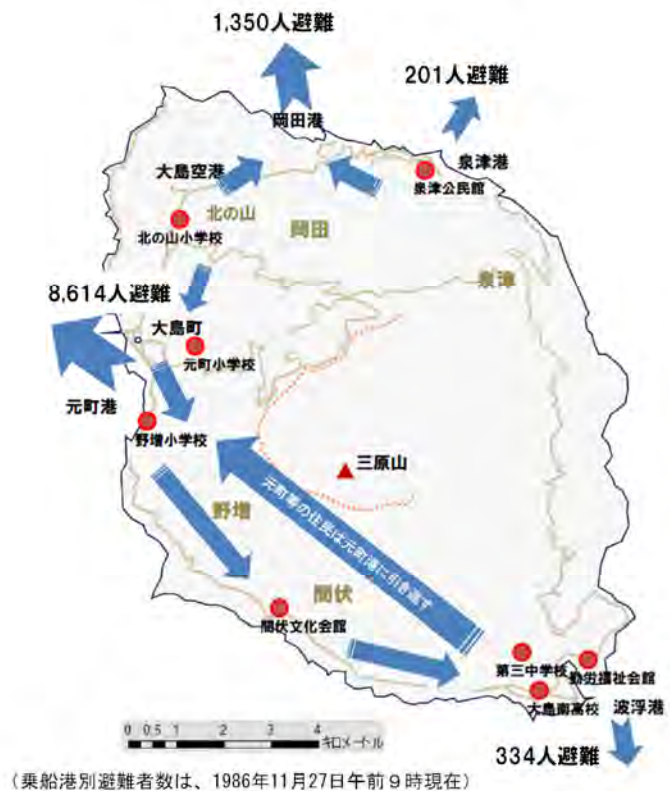 1,350人避難
岡田港
201人避難
泉津港
泉津公民館
大島空港
北の山
北の山小学校
岡田
泉津
8,614人避難
大島町
元町小学校
元町港
野増小学校
三原山
元町等の住民は元町港に引き返す
野増
間伏
間伏文化会館
第三中学校
勤労福祉会館
大島南高校
波浮港
334人避難
0 0.5 1 2 3 4
キロメートル
(乗船港別避難者数は、1986年11月27日午前9時現在)